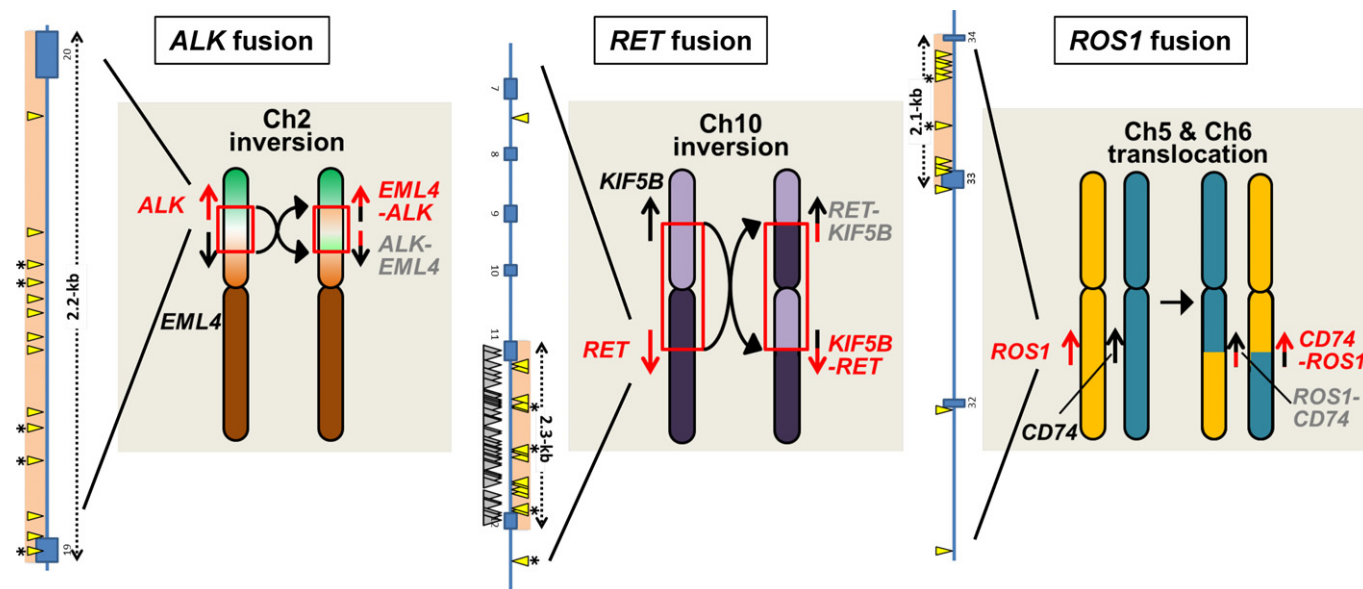 ALK fusion
20
2.2-kb
*
*
*
*
*
19
Ch2
inversion
ALK
EML4
-ALK
ALK-
EML4
EML4
RET fusion
7
8
9
10
11
2.3-kb
*
*
*
*
Ch10
inversion
KIF5B
RET-
KIF5B
RET
KIF5B
-RET
ROS1 fusion
34
2.1-kb
*
*
33
32
Ch5 & Ch6
translocation
ROS1
CD74
CD74
-ROS1
ROS1-
CD74